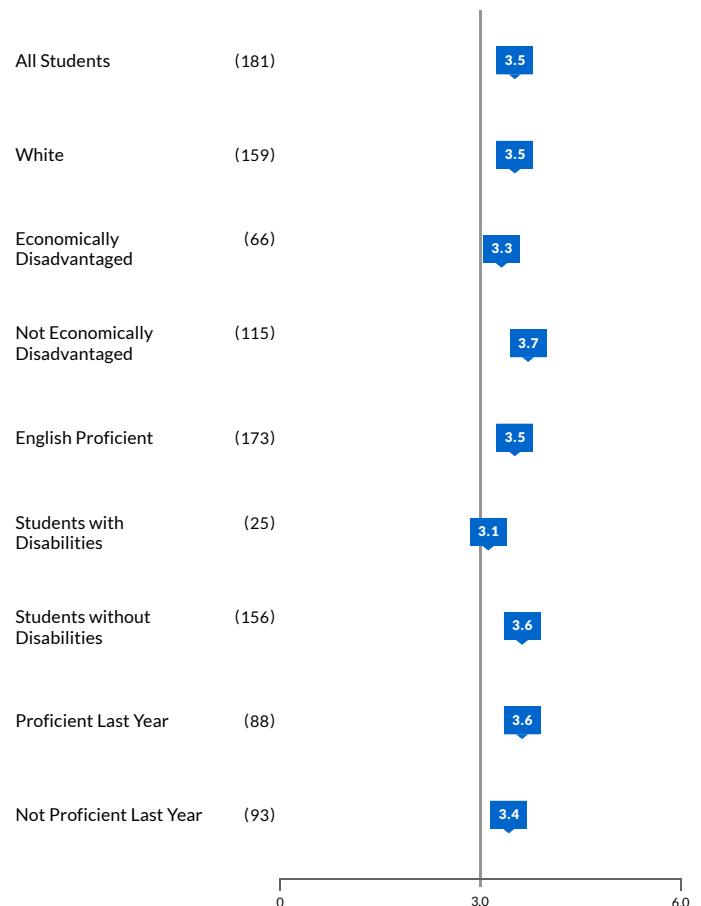 All Students (181) 3.5
White (159) 3.5
Economically (66)
Disadvantaged 3.3
Not Economically (115)
Disadvantaged 3.7
English Proficient (173) 3.5
Students with (25)
Disabilities 3.1
Students without (156)
Disabilities 3.6
Proficient Last Year (88) 3.6
Not Proficient Last Year (93) 3.4
0 3.0 6.0